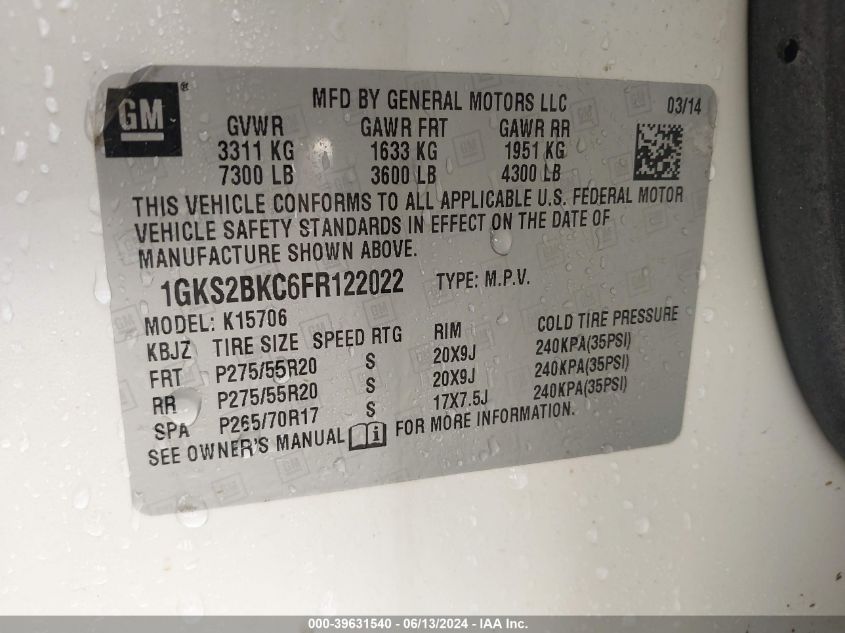 GM ®
MFD BY GENERAL MOTORS LLC 03/14
GVWR GAWR FRT GAWR RR
3311 KG 1633 KG 1951 KG
7300 LB 3600 LB 4300 LB
THIS VEHICLE CONFORMS TO ALL APPLICABLE U.S. FEDERAL MOTOR
VEHICLE SAFETY STANDARDS IN EFFECT ON THE DATE OF
MANUFACTURE SHOWN ABOVE.
1GKS2BKC6FR122022 TYPE: M.P.V.
MODEL: K15706
KBJZ TIRE SIZE SPEED RTG RIM COLD TIRE PRESSURE
FRT P275/55R20 S 20X9J 240KPA(35PSI)
RR P275/55R20 S 20X9J 240KPA(35PSI)
SPA P265/70R17 S 17X7.5J 240KPA(35PSI)
SEE OWNER'S MANUAL FOR MORE INFORMATION.
000-39631540 - 06/13/2024 - IAA Inc.